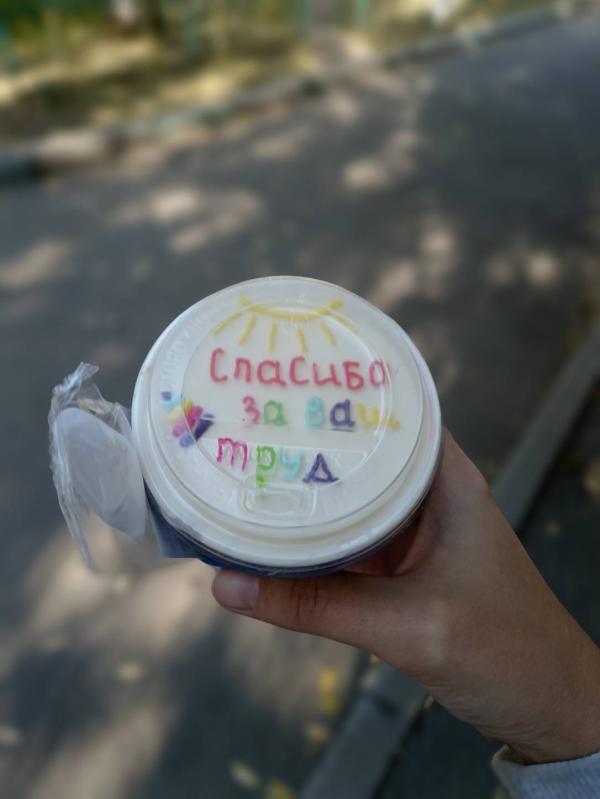 Спасибо
за ваш
труд